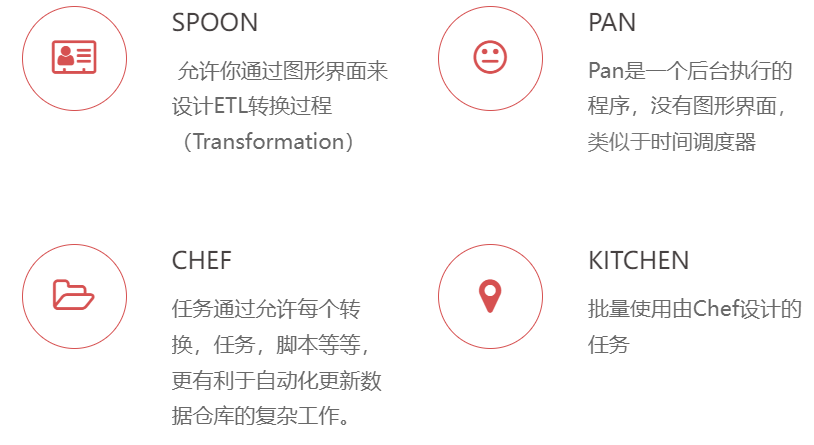 SPOON
允许你通过图形界面来
设计ETL转换过程
（Transformation）
PAN
Pan是一个后台执行的
程序，没有图形界面，
类似于时间调度器
CHEF
任务通过允许每个转
换，任务，脚本等等，
更有利于自动化更新数
据仓库的复杂工作。
KITCHEN
批量使用由Chef设计的
任务